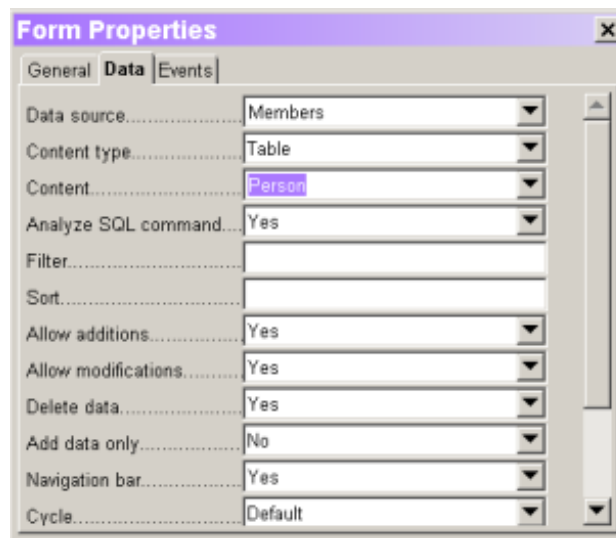 Form Properties
General Data Events
Data source...................... Members
Content type..................... Table
Content.......................... Person
Analyze SQL command.... Yes
Filter.............................
Sort..............................
Allow additions............... Yes
Allow modifications.......... Yes
Delete data.................... Yes
Add data only................. No
Navigation bar................ Yes
Cycle............................ Default